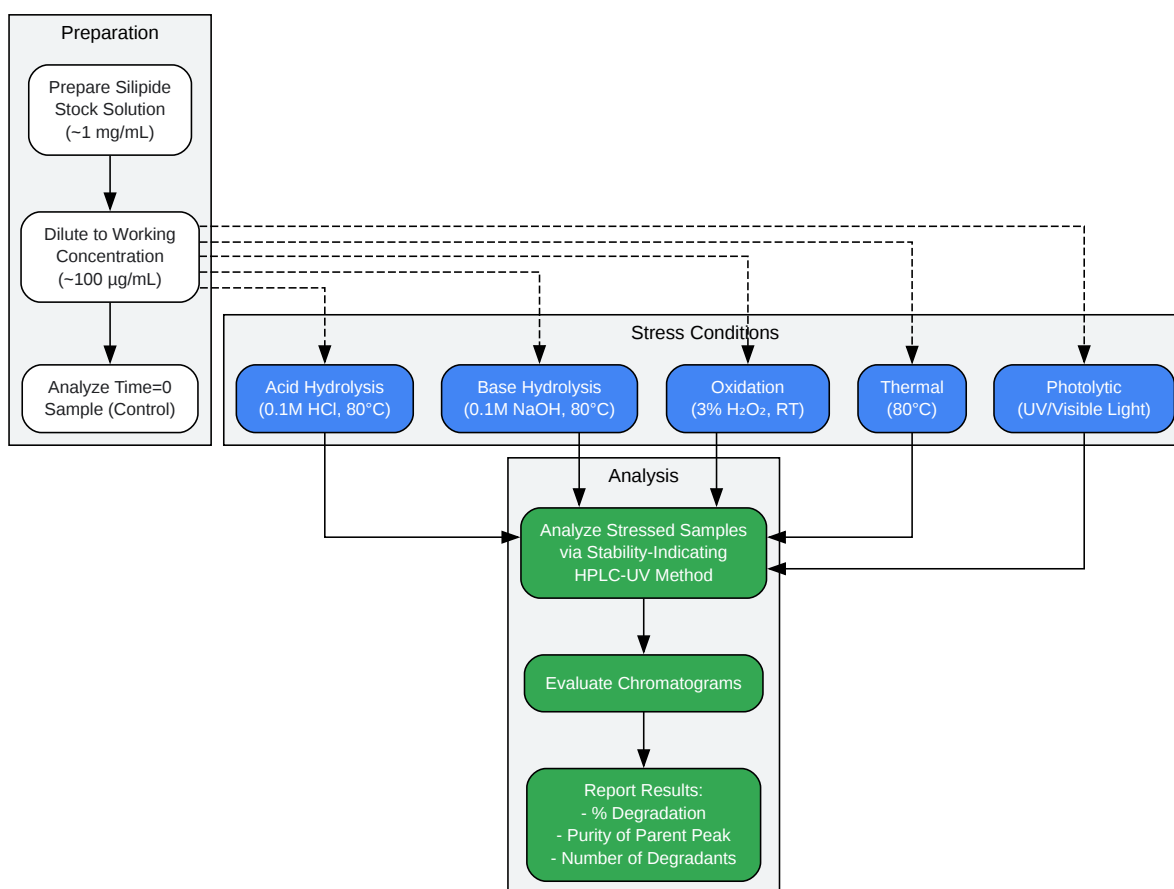 Preparation
Prepare Silipide
Stock Solution
(~1 mg/mL)
Dilute to Working
Concentration
(~100 µg/mL)
Analyze Time=0
Sample (Control)
Stress Conditions
Acid Hydrolysis
(0.1M HCl, 80°C)
Base Hydrolysis
(0.1M NaOH, 80°C)
Oxidation
(3% H₂O₂, RT)
Thermal
(80°C)
Photolytic
(UV/Visible Light)
Analysis
Analyze Stressed Samples
via Stability-Indicating
HPLC-UV Method
Evaluate Chromatograms
Report Results:
- % Degradation
- Purity of Parent Peak
- Number of Degradants